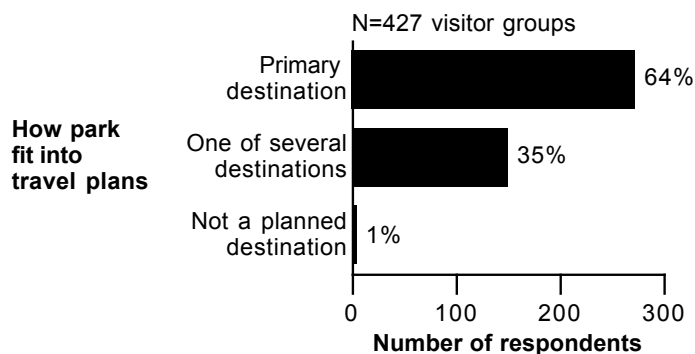 N=427 visitor groups
Primary
destination
64%
How park
fit into
travel plans
One of several
destinations
35%
Not a planned
destination
1%
0
100
200
300
Number of respondents